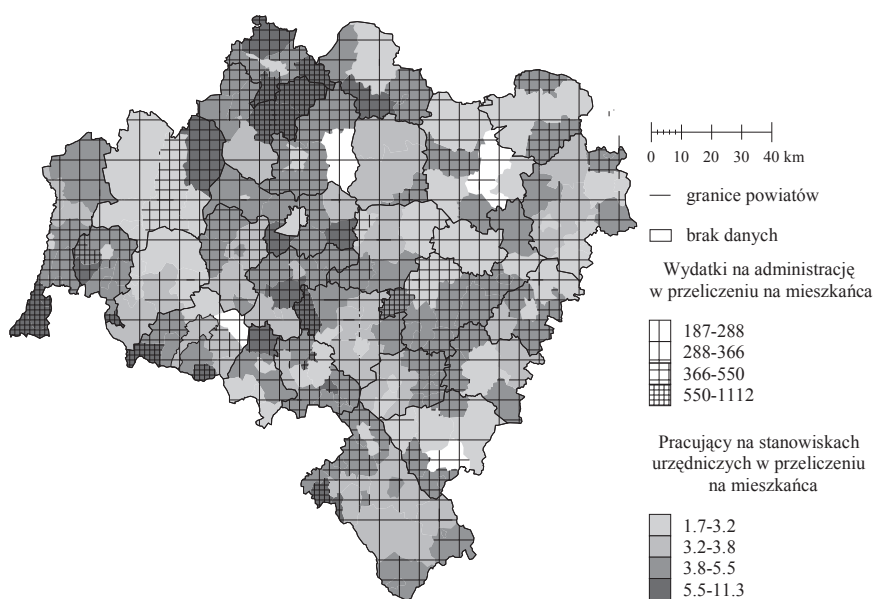 0 10 20 30 40 km
granice powiatów
brak danych
Wydatki na administrację
w przeliczeniu na mieszkańca
187-288
288-366
366-550
550-1112
Pracujący na stanowiskach
urzędniczych w przeliczeniu
na mieszkańca
1.7-3.2
3.2-3.8
3.8-5.5
5.5-11.3